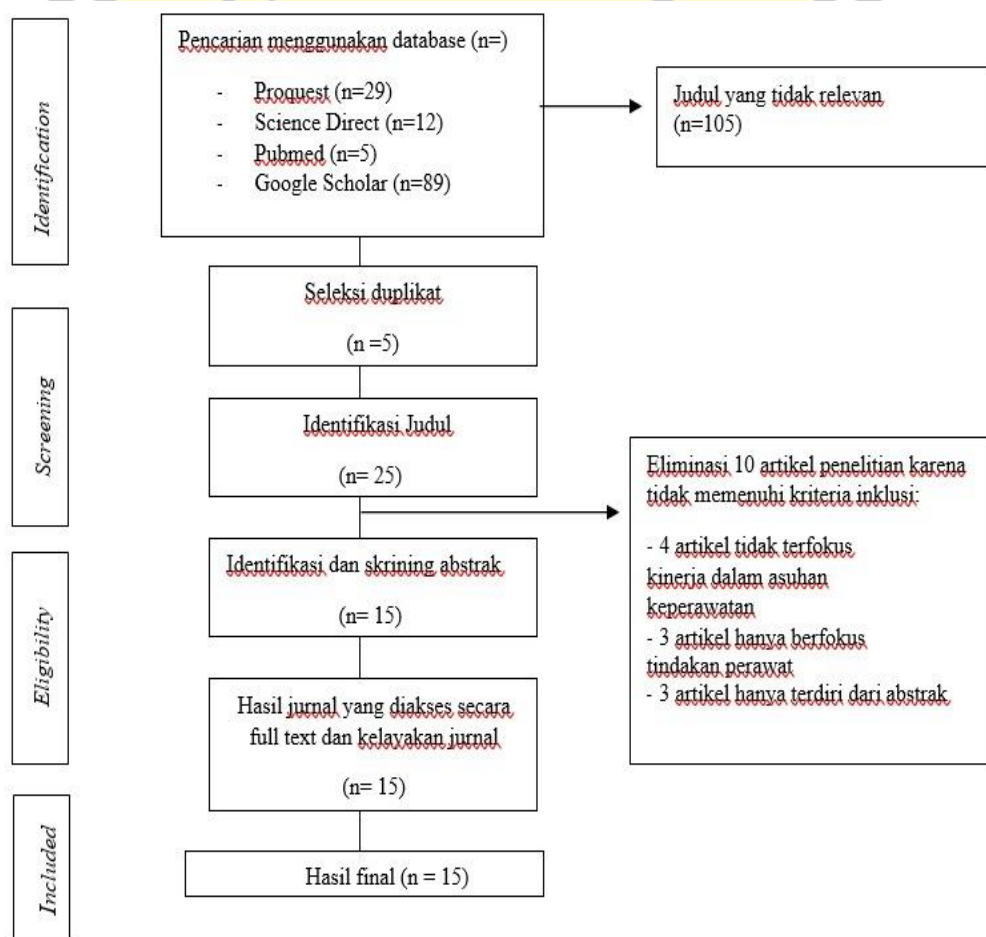 Identification
Pencarian menggunakan database (n=)
- Proquest (n=29)
- Science Direct (n=12)
- Pubmed (n=5)
- Google Scholar (n=89)
Judul yang tidak relevan
(n=105)
Seleksi duplikat
(n =5)
Screening
Identifikasi Judul
(n= 25)
Eliminasi 10 artikel penelitian karena
tidak memenuhi kriteria inklusi:
- 4 artikel tidak terfokus
kinerja dalam asuhan
keperawatan
- 3 artikel hanya berfokus
tindakan perawat
- 3 artikel hanya terdiri dari abstrak
Eligibility
Identifikasi dan skrining abstrak
(n= 15)
Hasil jurnal yang diakses secara
full text dan kelayakan jurnal
(n= 15)
Included
Hasil final (n = 15)